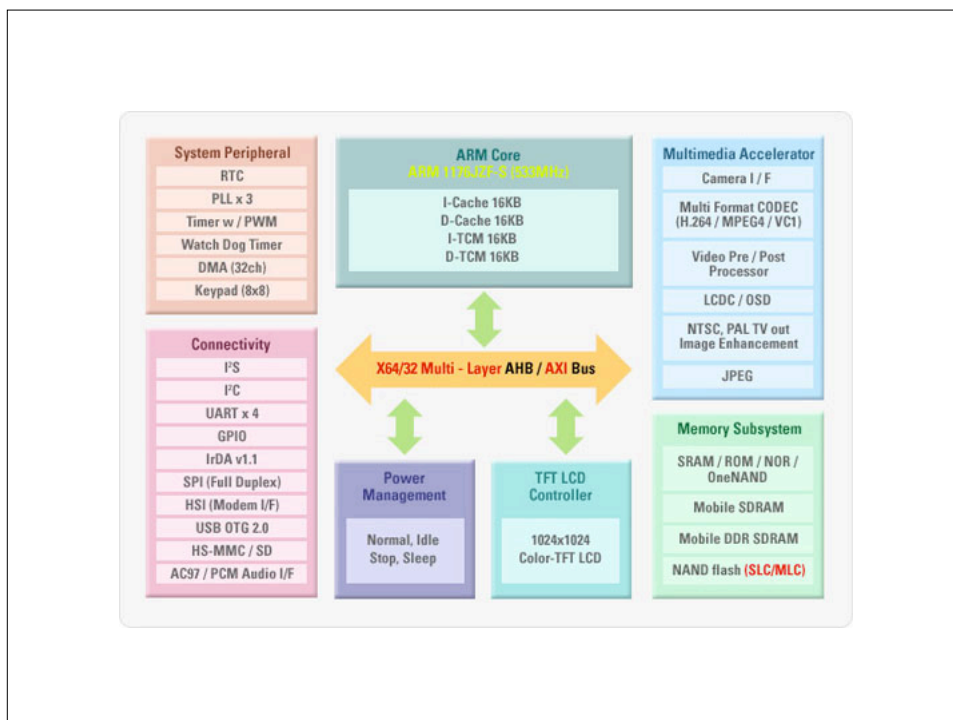 System Peripheral
RTC
PLL x 3
Timer w / PWM
Watch Dog Timer
DMA (32ch)
Keypad (8x8)
Connectivity
I²S
I²C
UART x 4
GPIO
IrDA v1.1
SPI (Full Duplex)
HSI (Modem I/F)
USB OTG 2.0
HS-MMC / SD
AC97 / PCM Audio I/F
ARM Core
ARM 1176JZF-S (533MHz)
I-Cache 16KB
D-Cache 16KB
I-TCM 16KB
D-TCM 16KB
X64/32 Multi - Layer AHB / AXI Bus
Power
Management
Normal, Idle
Stop, Sleep
TFT LCD
Controller
1024x1024
Color-TFT LCD
Multimedia Accelerator
Camera I / F
Multi Format CODEC
(H.264 / MPEG4 / VC1)
Video Pre / Post
Processor
LCDC / OSD
NTSC, PAL TV out
Image Enhancement
JPEG
Memory Subsystem
SRAM / ROM / NOR /
OneNAND
Mobile SDRAM
Mobile DDR SDRAM
NAND flash (SLC/MLC)